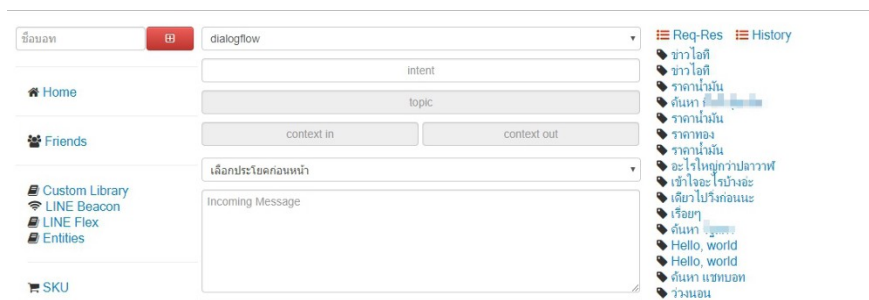 ชื่อบอท
Home
Friends
Custom Library
LINE Beacon
LINE Flex
Entities
SKU
dialogflow
intent
topic
context in context out
เลือกประโยคก่อนหน้า
Incoming Message
Req-Res History
ข่าวไอที
ข่าวไอที
ราคาน้ำมัน
ค้นหา
ราคาน้ำมัน
ราคาทอง
ราคาน้ำมัน
อะไรใหญ่กว่าปลาวาฬ
เข้าใจอะไรบ้างอ่ะ
เดียวไปวิ่งก่อนนะ
เรื่อยๆ
ค้นหา
Hello, world
Hello, world
ค้นหา แชทบอท
ว่างนอน